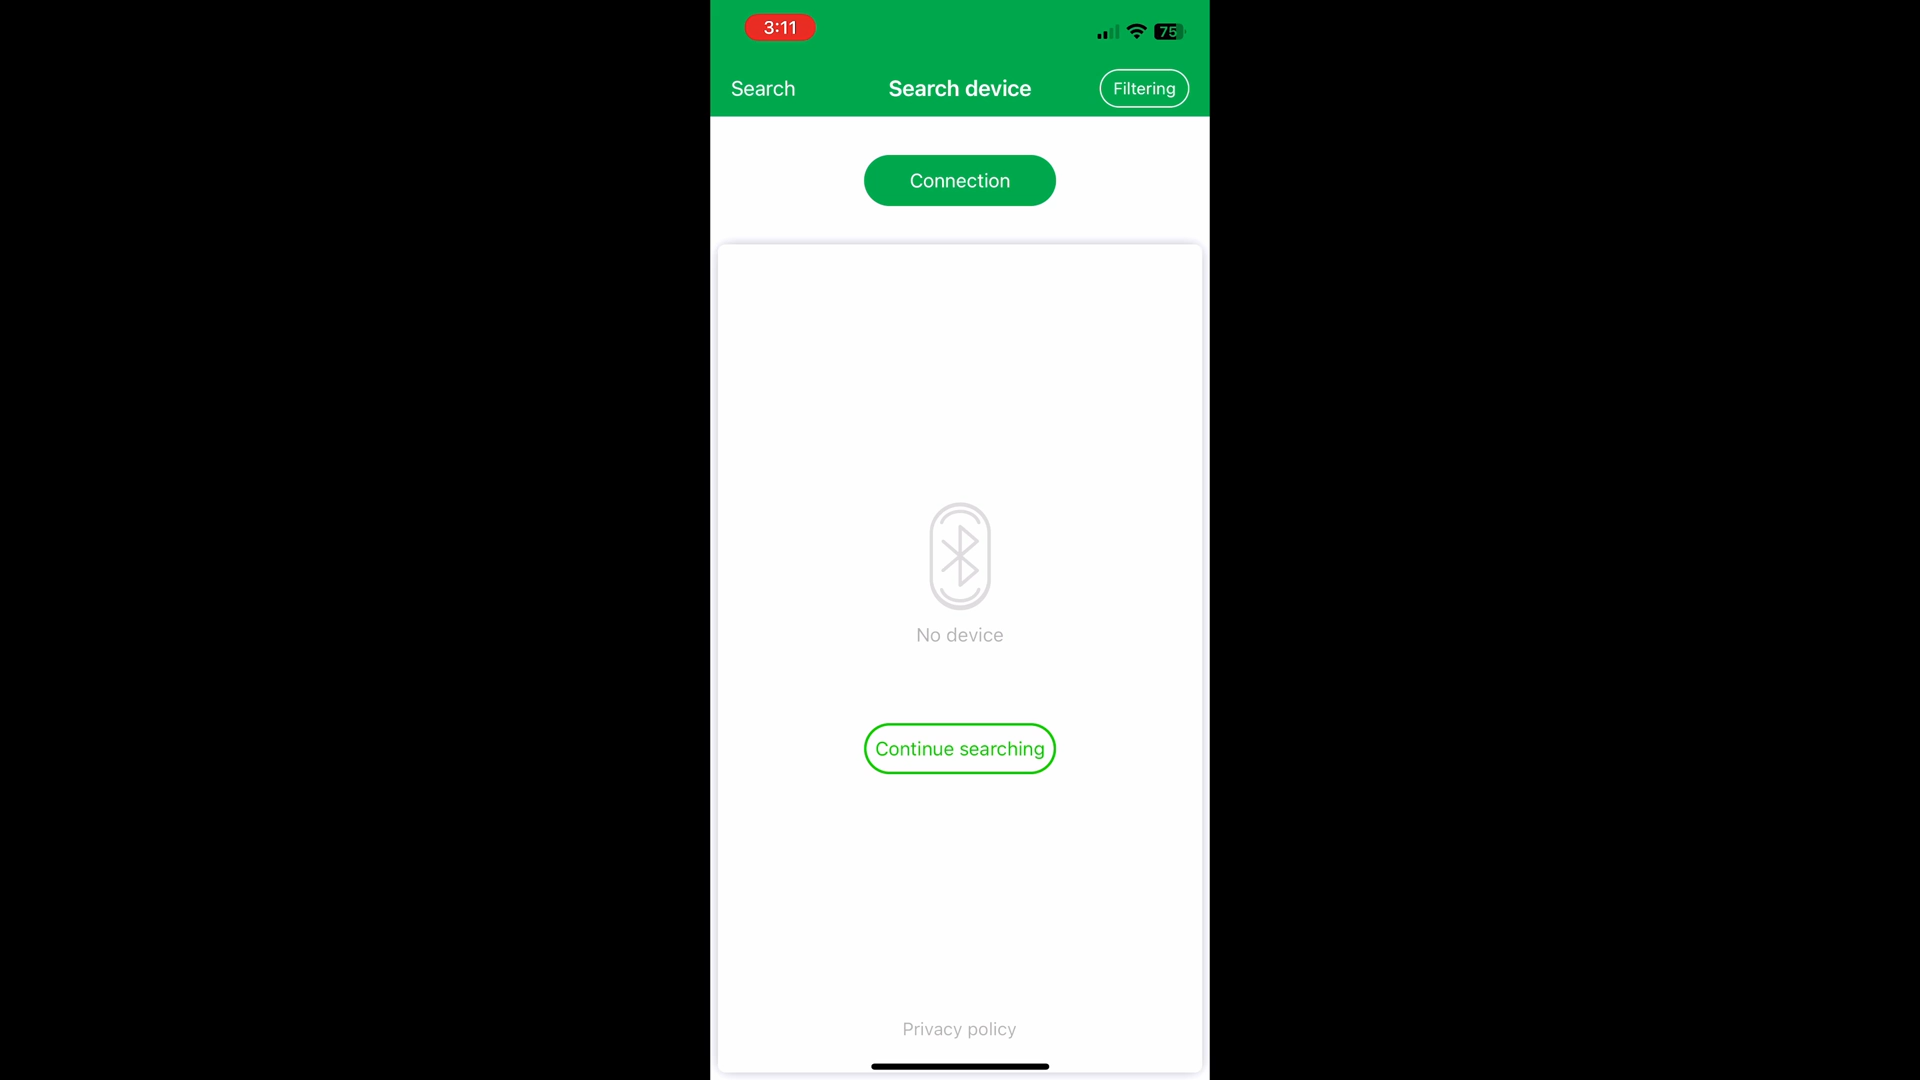 3:11
75
Search
Search device
Filtering
Connection
No device
Continue searching
Privacy policy